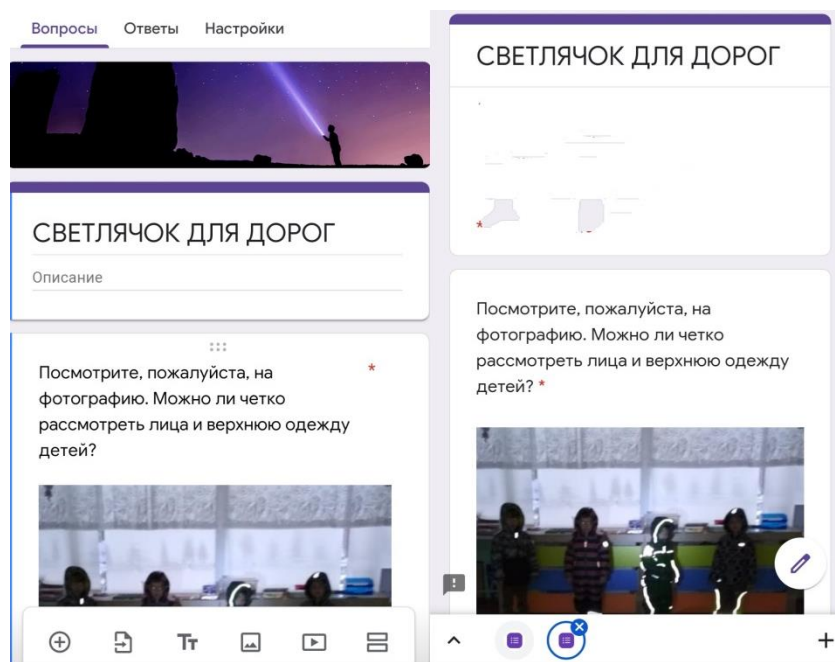 Вопросы Ответы Настройки
СВЕТЛЯЧОК ДЛЯ ДОРОГ
Описание
Посмотрите, пожалуйста, на *
фотографию. Можно ли четко
рассмотреть лица и верхнюю одежду
детей?
Тт
СВЕТЛЯЧОК ДЛЯ ДОРОГ
*
Посмотрите, пожалуйста, на
фотографию. Можно ли четко
рассмотреть лица и верхнюю одежду
детей? *